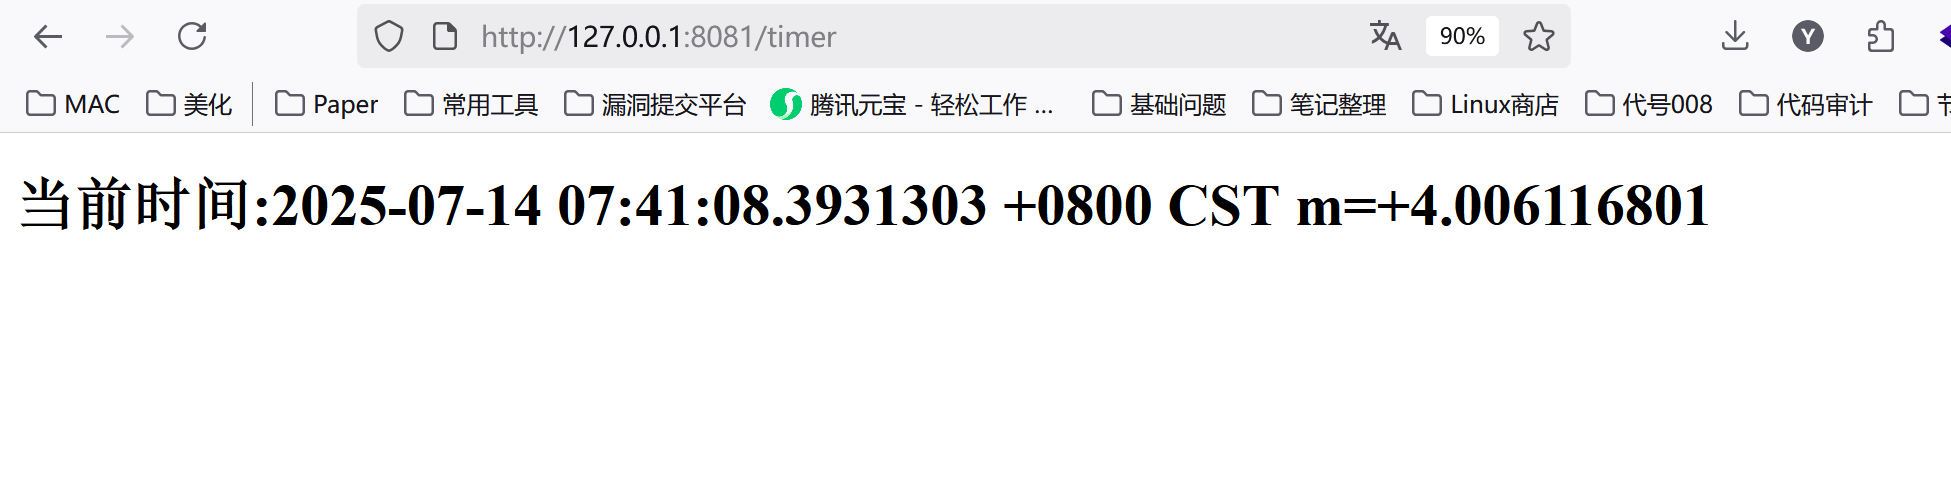 http://127.0.0.1:8081/timer 90% Y
MAC 美化 Paper 常用工具 漏洞提交平台 腾讯元宝 - 轻松工作 ... 基础问题 笔记整理 Linux商店 代号008 代码审计
当前时间:2025-07-14 07:41:08.3931303 +0800 CST m=+4.006116801